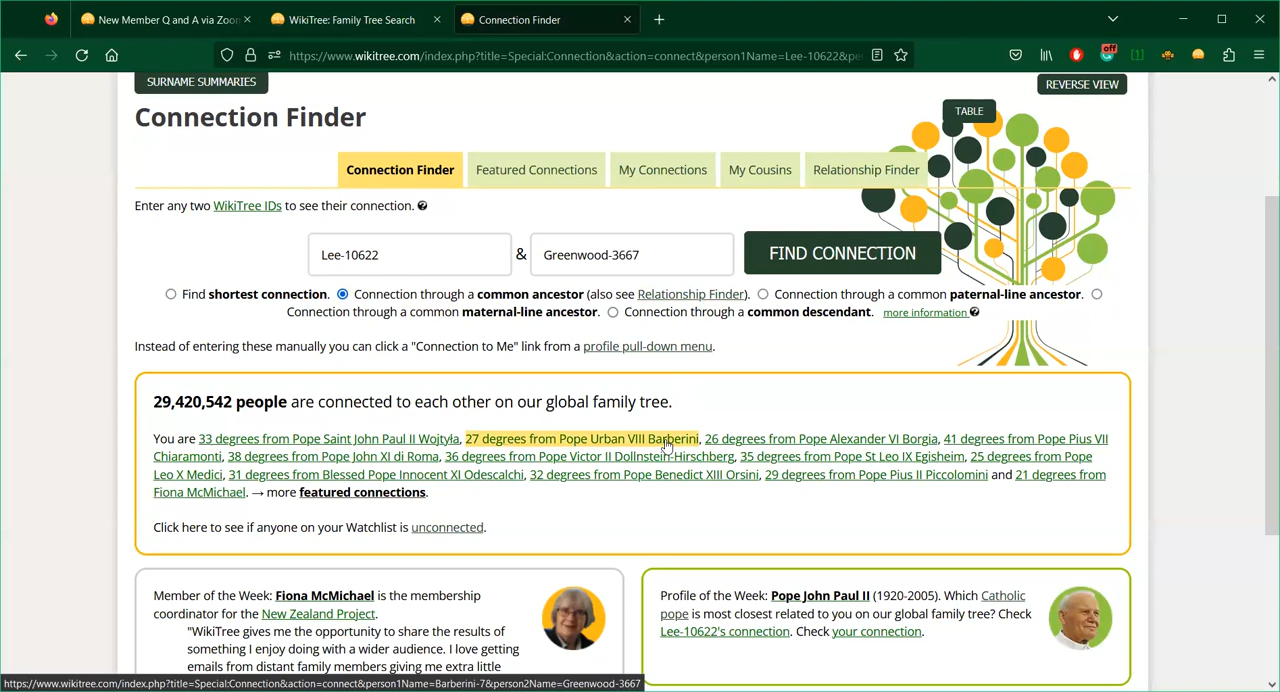 New Member Q and A via Zoo
WikiTree: Family Tree Search
Connection Finder
https://www.wikitree.com/index.php?title=Special:Connection&action=connect&person1Name=Lee-10622&pe
off
SURNAME SUMMARIES
REVERSE VIEW
Connection Finder
TABLE
Connection Finder
Featured Connections
My Connections
My Cousins
Relationship Finder
Enter any two WikiTree IDs to see their connection.
Lee-10622
&
Greenwood-3667
FIND CONNECTION
Find shortest connection. Connection through a common ancestor (also see Relationship Finder). Connection through a common paternal-line ancestor.
Connection through a common maternal-line ancestor. Connection through a common descendant. more information
Instead of entering these manually you can click a "Connection to Me" link from a profile pull-down menu.
29,420,542 people are connected to each other on our global family tree.
You are 33 degrees from Pope Saint John Paul II Wojtyła, 27 degrees from Pope Urban VIII Barberini, 26 degrees from Pope Alexander VI Borgia, 41 degrees from Pope Pius VII
Chiaramonti, 38 degrees from Pope John XI di Roma, 36 degrees from Pope Victor II Dollnstein-Hirschberg, 35 degrees from Pope St Leo IX Egisheim, 25 degrees from Pope
Leo X Medici, 31 degrees from Blessed Pope Innocent XI Odescalchi, 32 degrees from Pope Benedict XIII Orsini, 29 degrees from Pope Pius II Piccolomini and 21 degrees from
Fiona McMichael. → more featured connections.
Click here to see if anyone on your Watchlist is unconnected.
Member of the Week: Fiona McMichael is the membership
coordinator for the New Zealand Project.
"WikiTree gives me the opportunity to share the results of
something I enjoy doing with a wider audience. I love getting
emails from distant family members giving me extra little
Profile of the Week: Pope John Paul II (1920-2005). Which Catholic
pope is most closest related to you on our global family tree? Check
Lee-10622's connection. Check your connection.
https://www.wikitree.com/index.php?title=Special:Connection&action=connect&person1Name=Barberini-7&person2Name=Greenwood-3667